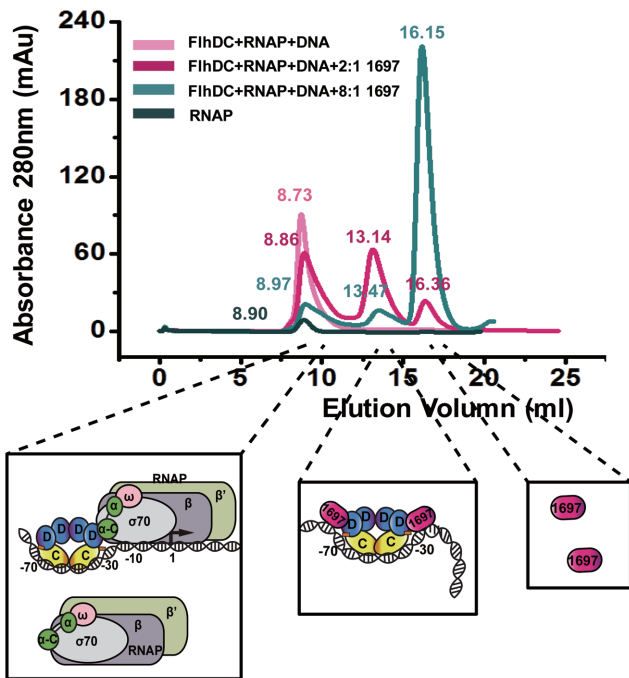 240
180
120
60
0
Absorbance 280nm (mAu)
FlhDC+RNAP+DNA
FlhDC+RNAP+DNA+2:1 1697
FlhDC+RNAP+DNA+8:1 1697
RNAP
16.15
8.73
8.86
13.14
8.97
13.47
16.36
8.90
0
5
10
15
20
25
Elution Volumn (ml)
RNAP
ω
β'
α
β
D
D
D
D
α-C
σ70
C
C
-70
-30
-10
1
ω
β'
α
β
α-C
σ70
RNAP
1697
D
D
D
D
1697
C
C
-70
-30
1697
1697